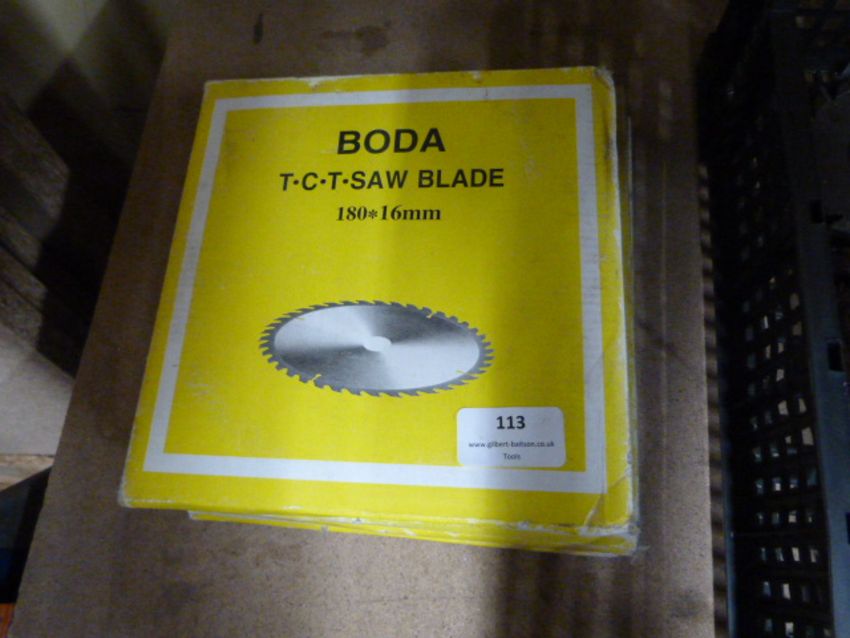 BODA
T·C·T·SAW BLADE
180*16mm
113
www.gilbert-baitson.co.uk
Tools